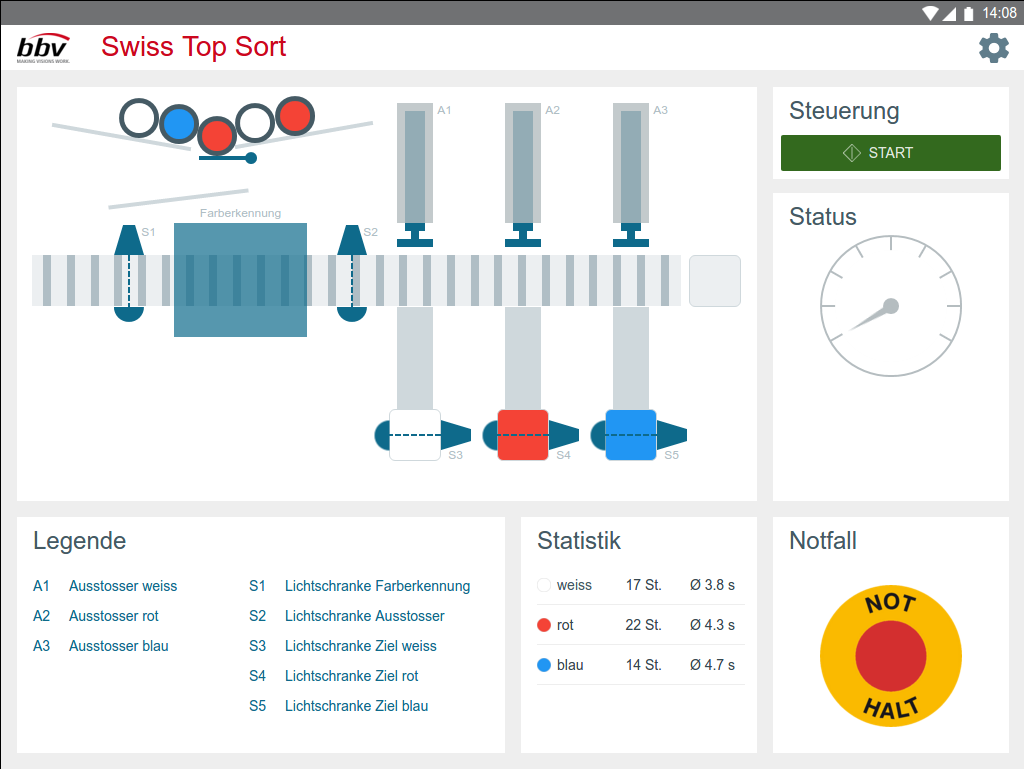 14:08
bbv
MAKING VISIONS WORK.
Swiss Top Sort
A1
A2
A3
Farberkennung
S1
S2
S3
S4
S5
Steuerung
START
Status
Legende
A1 Ausstosser weiss
A2 Ausstosser rot
A3 Ausstosser blau
S1 Lichtschranke Farberkennung
S2 Lichtschranke Ausstosser
S3 Lichtschranke Ziel weiss
S4 Lichtschranke Ziel rot
S5 Lichtschranke Ziel blau
Statistik
weiss 17 St. Ø 3.8 s
rot 22 St. Ø 4.3 s
blau 14 St. Ø 4.7 s
Notfall
NOT
HALT